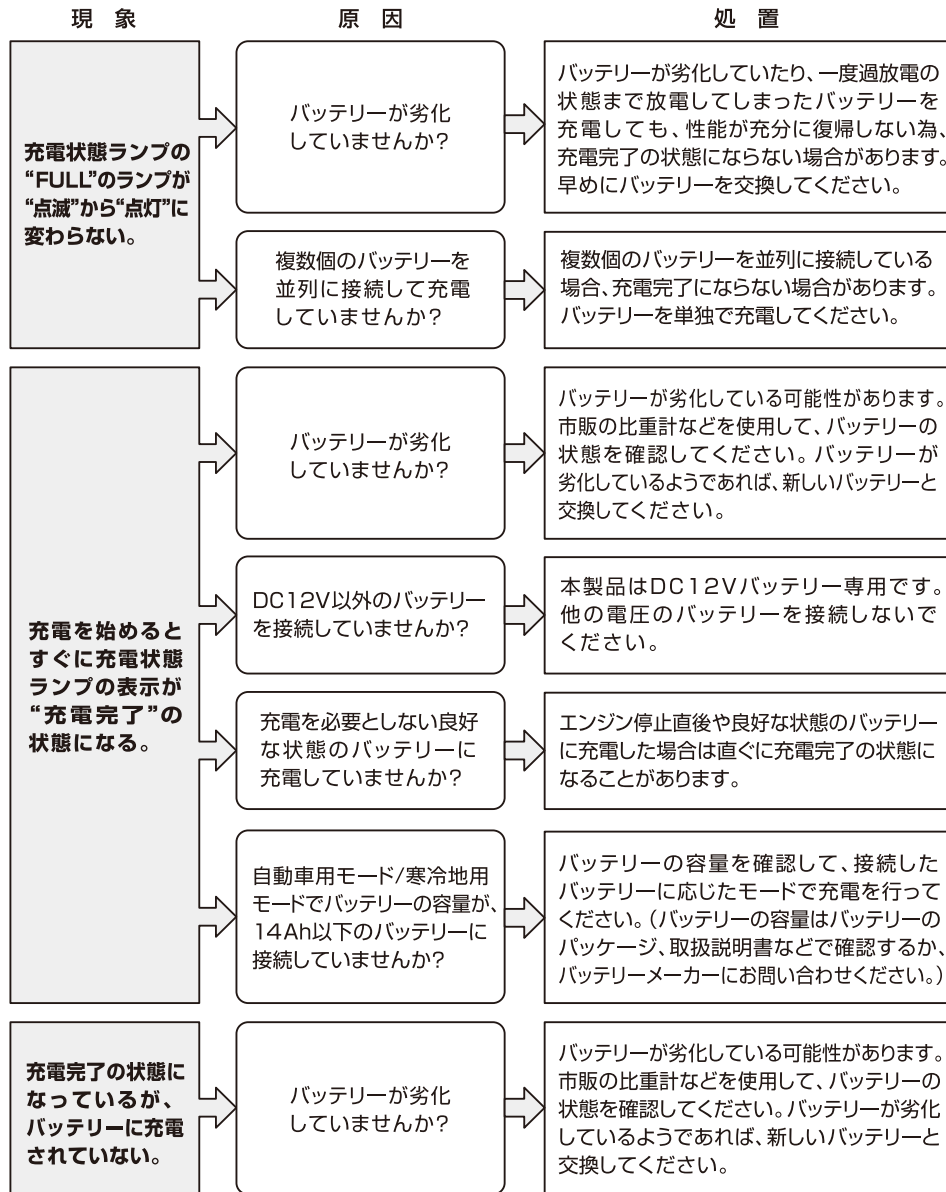 現象
原因
処置
充電状態ランプの
“FULL”のランプが
“点滅”から“点灯”に
変わらない。
バッテリーが劣化
していませんか？
バッテリーが劣化していたり、一度過放電の
状態まで放電してしまったバッテリーを
充電しても、性能が充分に復帰しない為、
充電完了の状態にならない場合があります。
早めにバッテリーを交換してください。
複数個のバッテリーを
並列に接続して充電
していませんか？
複数個のバッテリーを並列に接続している
場合、充電完了にならない場合があります。
バッテリーを単独で充電してください。
充電を始めると
すぐに充電状態
ランプの表示が
“充電完了”の
状態になる。
バッテリーが劣化
していませんか？
バッテリーが劣化している可能性があります。
市販の比重計などを使用して、バッテリーの
状態を確認してください。バッテリーが
劣化しているようであれば、新しいバッテリーと
交換してください。
DC12V以外のバッテリー
を接続していませんか？
本製品はDC12Vバッテリー専用です。
他の電圧のバッテリーを接続しないで
ください。
充電を必要としない良好
な状態のバッテリーに
充電していませんか？
エンジン停止直後や良好な状態のバッテリー
に充電した場合は直ぐに充電完了の状態に
なることがあります。
自動車用モード/寒冷地用
モードでバッテリーの容量が、
14Ah以下のバッテリーに
接続していませんか？
バッテリーの容量を確認して、接続した
バッテリーに応じたモードで充電を行って
ください。（バッテリーの容量はバッテリーの
パッケージ、取扱説明書などで確認するか、
バッテリーメーカーにお問い合わせください。）
充電完了の状態に
なっているが、
バッテリーに充電
されていない。
バッテリーが劣化
していませんか？
バッテリーが劣化している可能性があります。
市販の比重計などを使用して、バッテリーの
状態を確認してください。バッテリーが劣化
しているようであれば、新しいバッテリーと
交換してください。